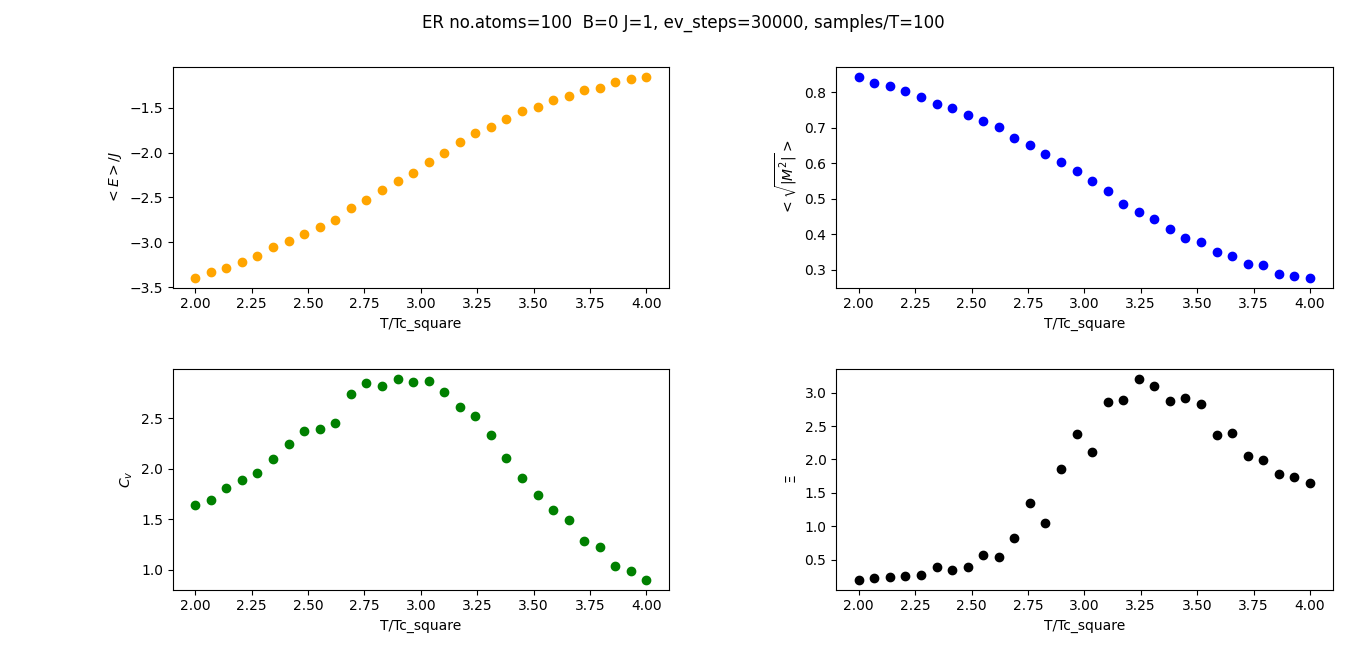 ER no.atoms=100  B=0 J=1, ev_steps=30000, samples/T=100
< E > /J
−1.5
−2.0
−2.5
−3.0
−3.5
2.00 2.25 2.50 2.75 3.00 3.25 3.50 3.75 4.00
T/Tc_square
< √|M²| >
0.8
0.7
0.6
0.5
0.4
0.3
2.00 2.25 2.50 2.75 3.00 3.25 3.50 3.75 4.00
T/Tc_square
Cᵥ
2.5
2.0
1.5
1.0
2.00 2.25 2.50 2.75 3.00 3.25 3.50 3.75 4.00
T/Tc_square
Ξ
3.0
2.5
2.0
1.5
1.0
0.5
2.00 2.25 2.50 2.75 3.00 3.25 3.50 3.75 4.00
T/Tc_square